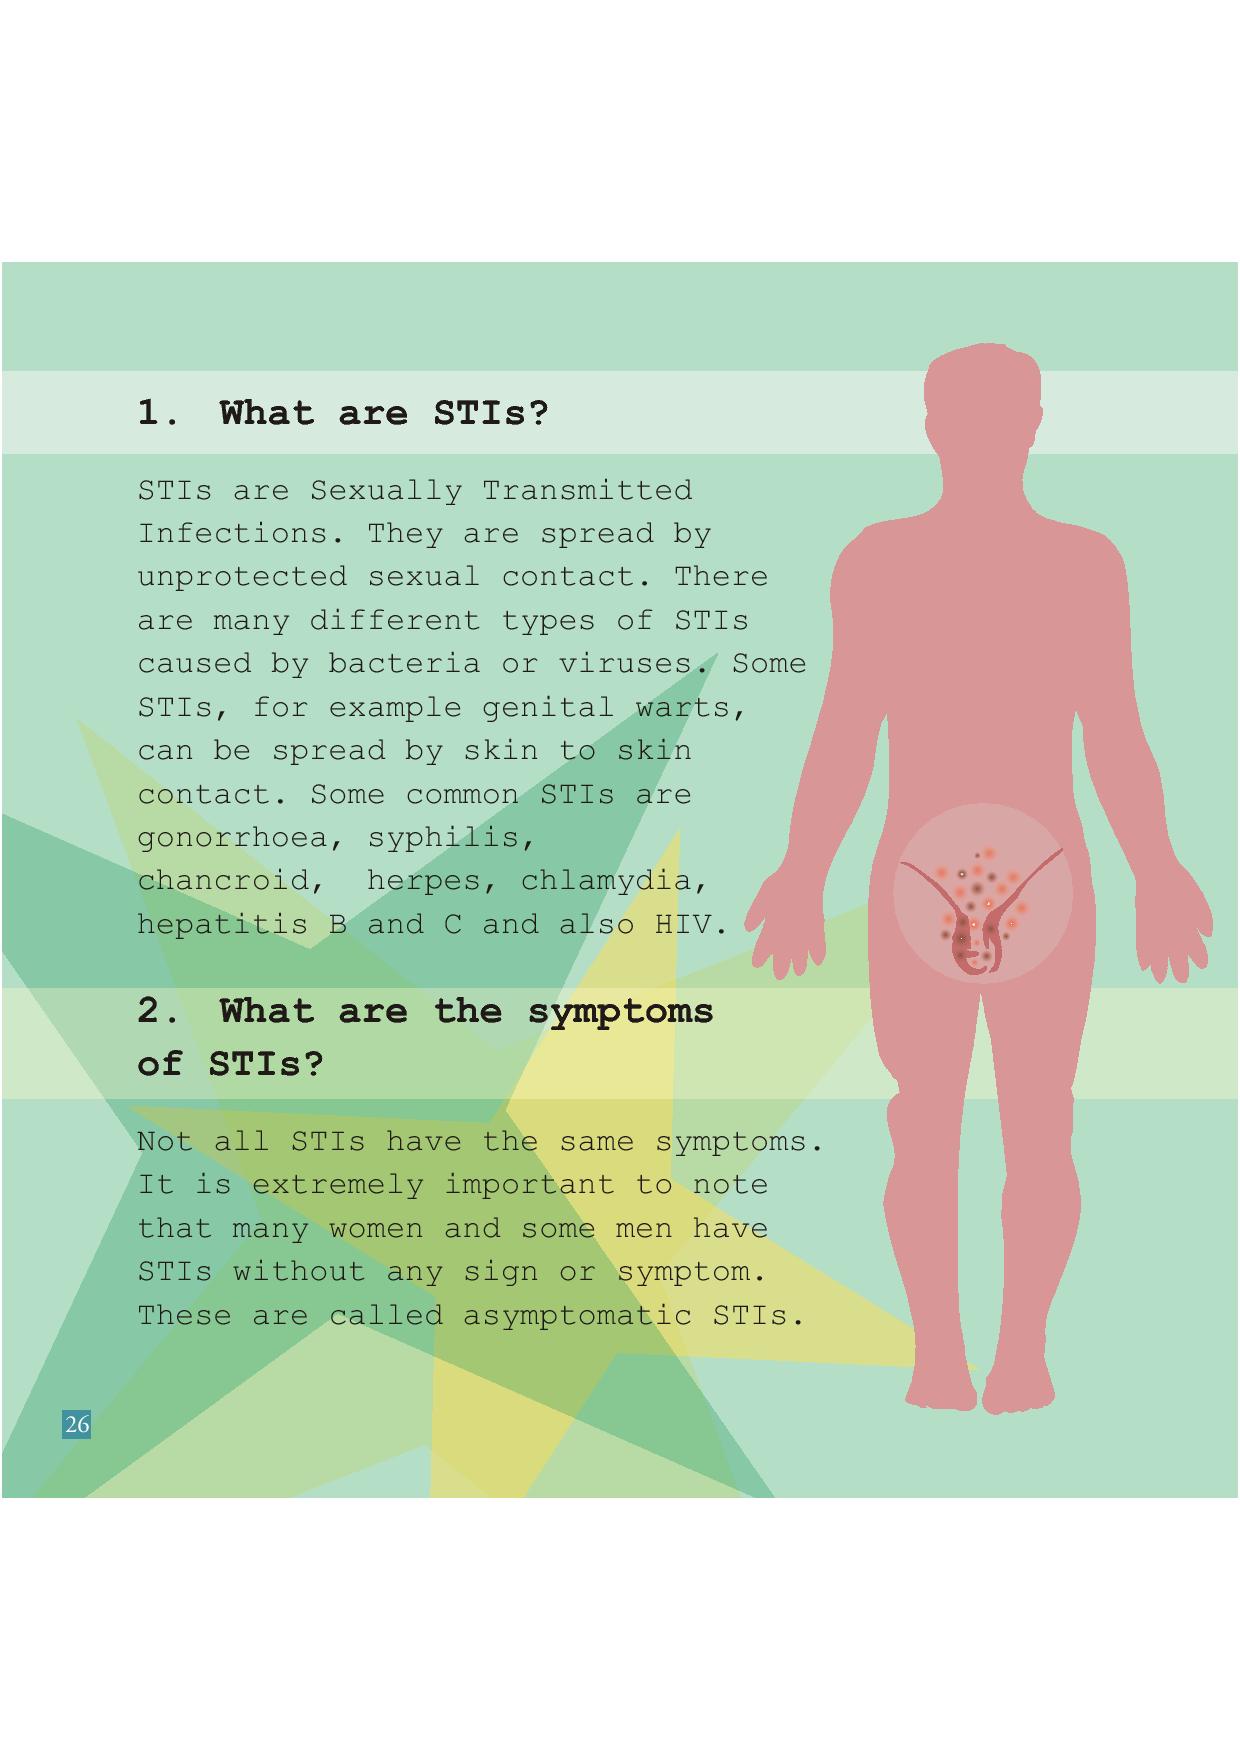 1. What are STIs?
STIs are Sexually Transmitted
Infections. They are spread by
unprotected sexual contact. There
are many different types of STIs
caused by bacteria or viruses. Some
STIs, for example genital warts,
can be spread by skin to skin
contact. Some common STIs are
gonorrhoea, syphilis,
chancroid,  herpes, chlamydia,
hepatitis B and C and also HIV.
2. What are the symptoms
of STIs?
Not all STIs have the same symptoms.
It is extremely important to note
that many women and some men have
STIs without any sign or symptom.
These are called asymptomatic STIs.
26